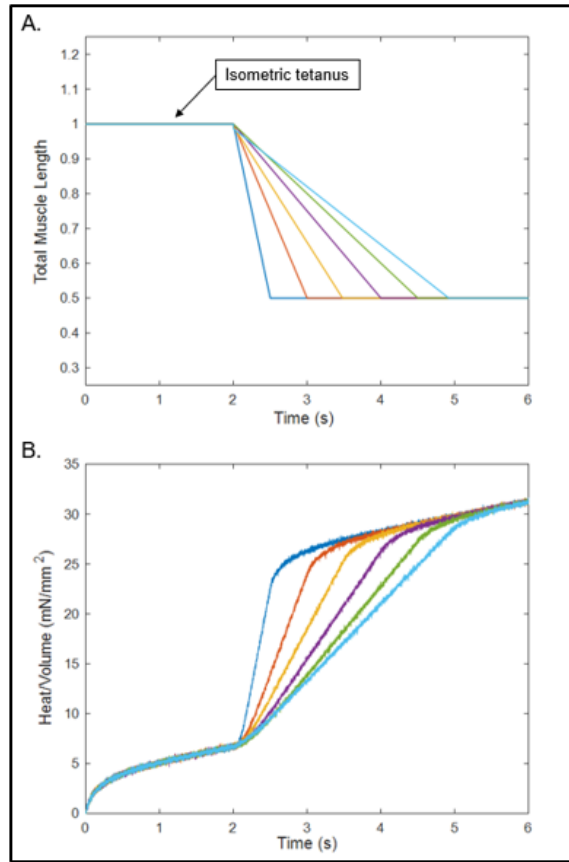 A.
Isometric tetanus
1.2
1.1
1
0.9
0.8
0.7
0.6
0.5
0.4
0.3
Total Muscle Length
0 1 2 3 4 5 6
Time (s)
B.
35
30
25
20
15
10
5
0
Heat/Volume (mN/mm²)
0 1 2 3 4 5 6
Time (s)